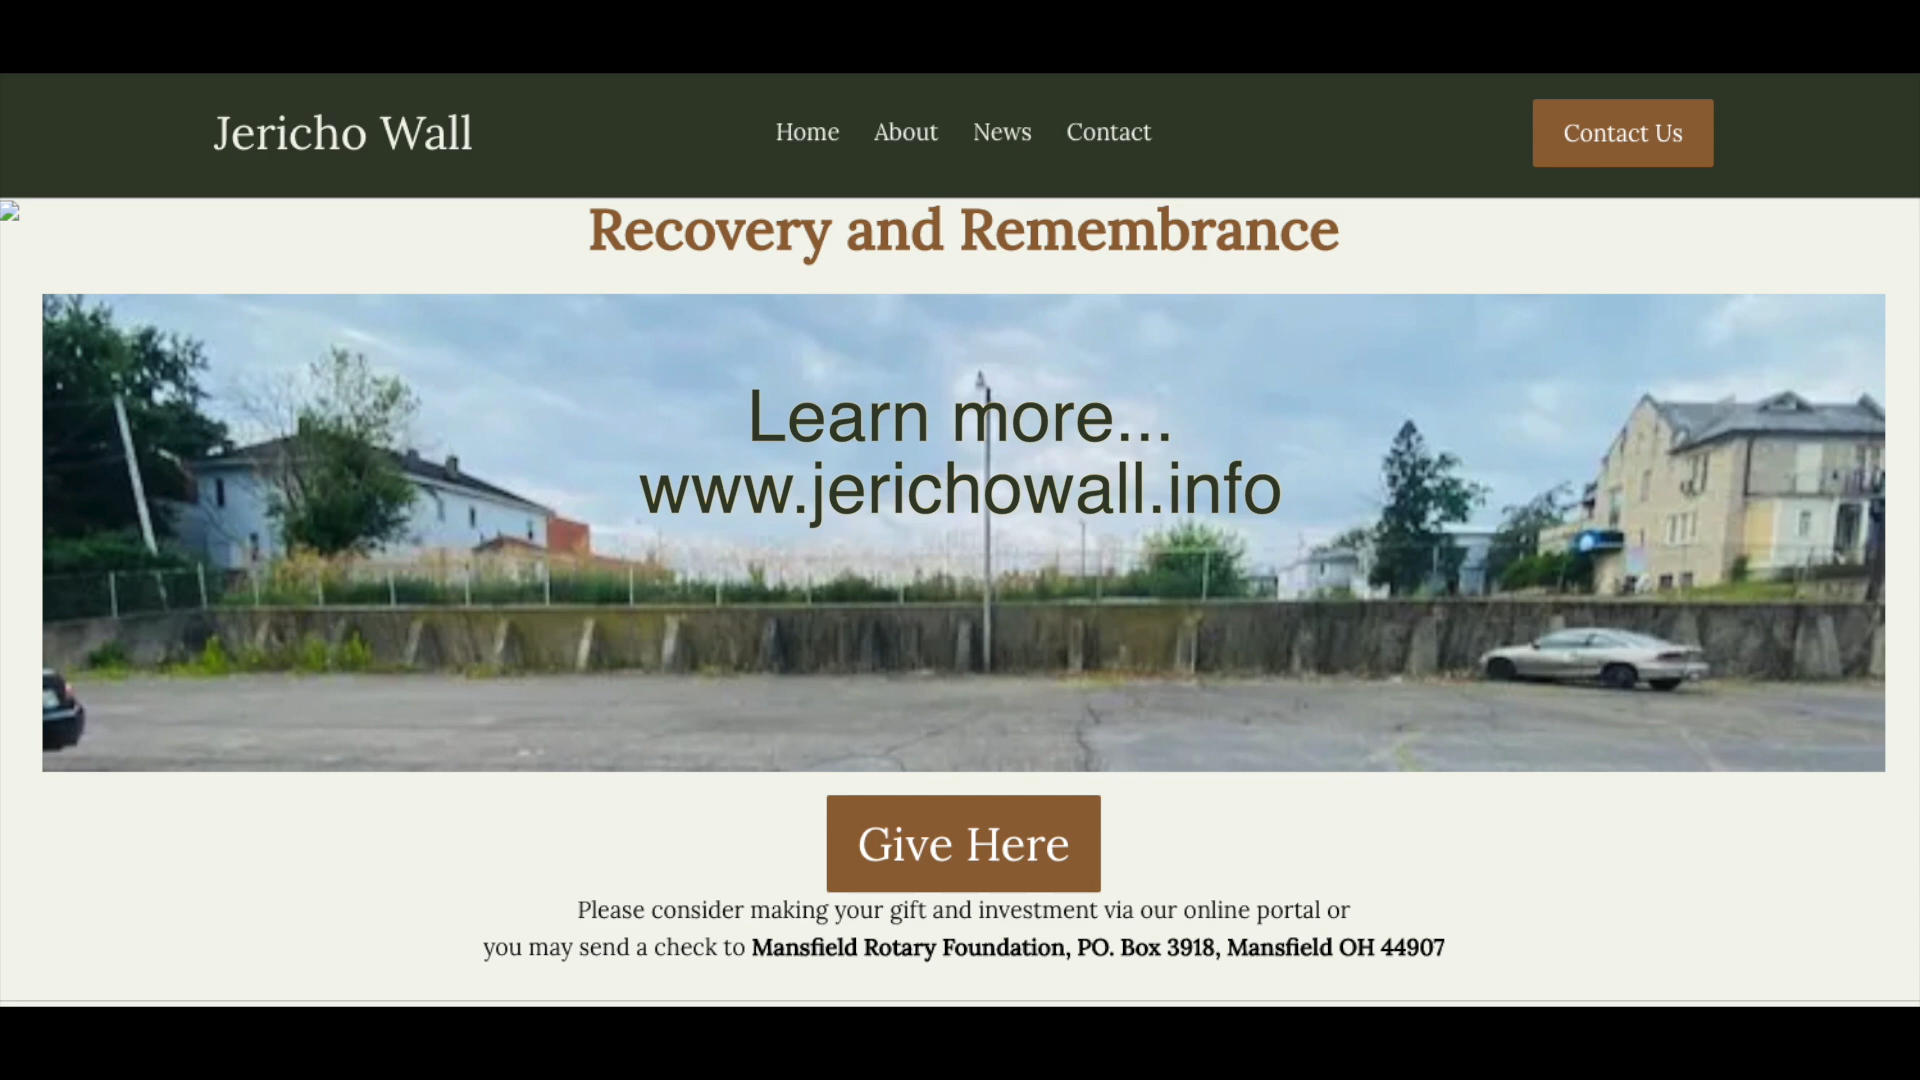 Jericho Wall
Home About News Contact
Contact Us
Recovery and Remembrance
Learn more...
www.jerichowall.info
Give Here
Please consider making your gift and investment via our online portal or
you may send a check to Mansfield Rotary Foundation, PO. Box 3918, Mansfield OH 44907